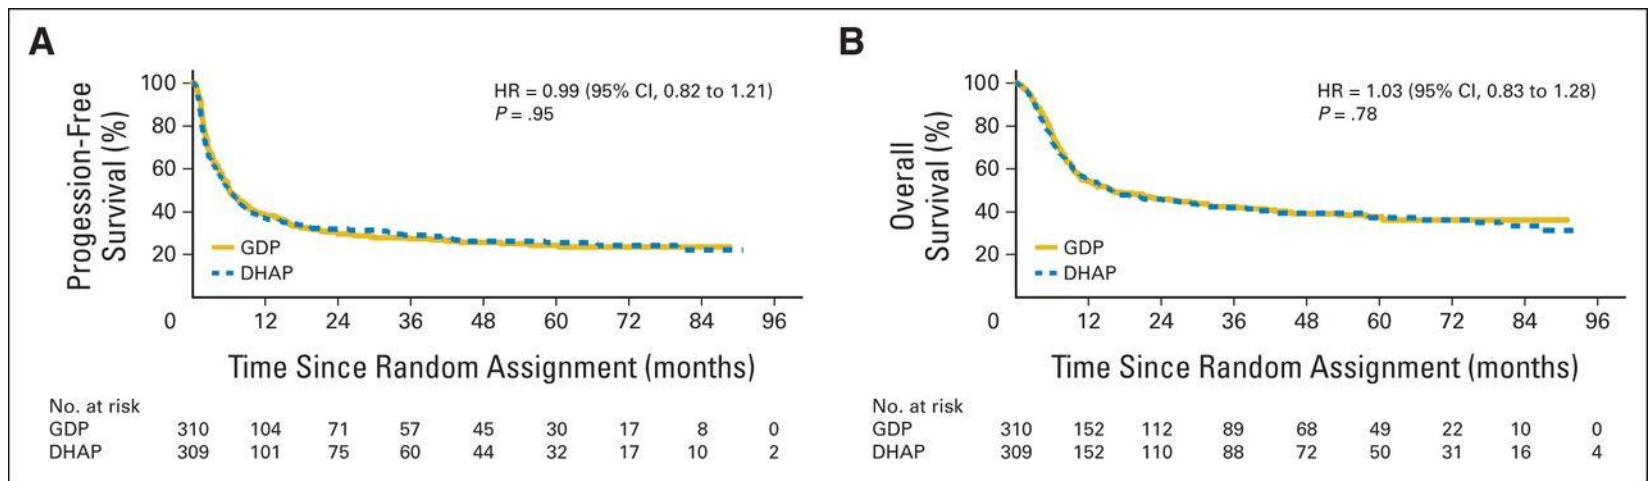 A
Progession-Free
Survival (%)
100
80
60
40
20
0
HR = 0.99 (95% CI, 0.82 to 1.21)
P = .95
GDP
DHAP
12 24 36 48 60 72 84 96
Time Since Random Assignment (months)
No. at risk
GDP 310 104 71 57 45 30 17 8 0
DHAP 309 101 75 60 44 32 17 10 2
B
Overall
Survival (%)
100
80
60
40
20
0
HR = 1.03 (95% CI, 0.83 to 1.28)
P = .78
GDP
DHAP
12 24 36 48 60 72 84 96
Time Since Random Assignment (months)
No. at risk
GDP 310 152 112 89 68 49 22 10 0
DHAP 309 152 110 88 72 50 31 16 4